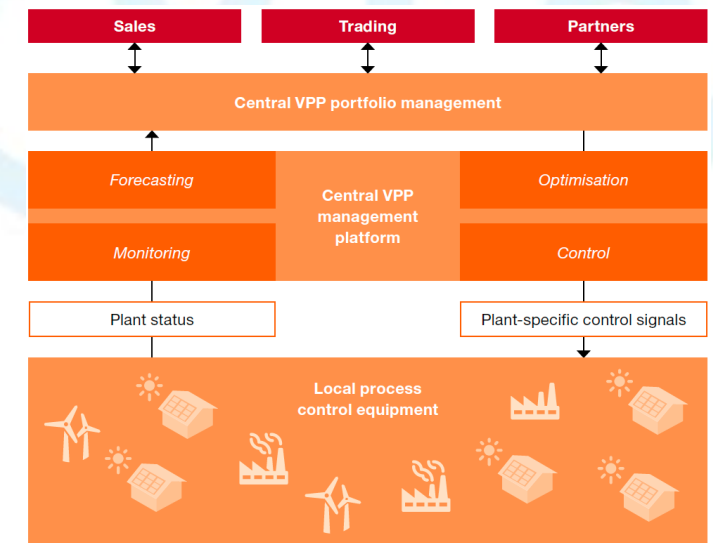 Sales
Trading
Partners
Central VPP portfolio management
Forecasting
Optimisation
Central VPP
management
platform
Monitoring
Control
Plant status
Plant-specific control signals
Local process
control equipment